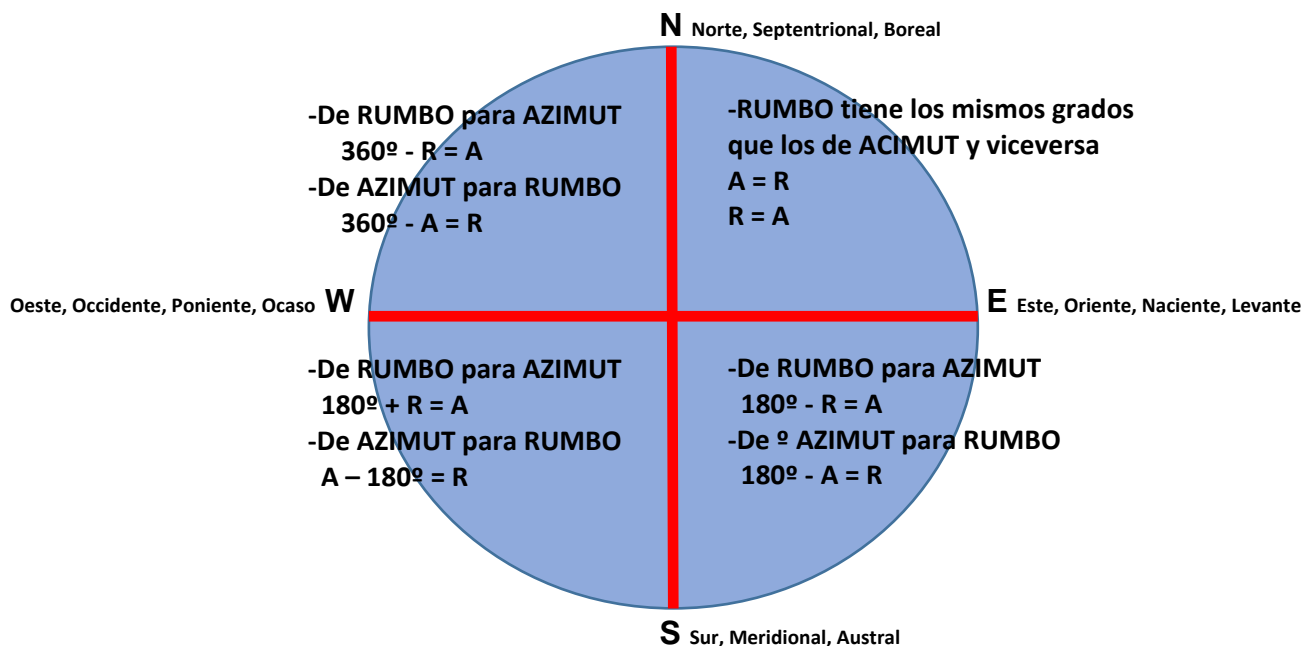 N Norte, Septentrional, Boreal
-De RUMBO para AZIMUT
360º - R = A
-De AZIMUT para RUMBO
360º - A = R
-RUMBO tiene los mismos grados
que los de ACIMUT y viceversa
A = R
R = A
Oeste, Occidente, Poniente, Ocaso W
E Este, Oriente, Naciente, Levante
-De RUMBO para AZIMUT
180º + R = A
-De AZIMUT para RUMBO
A – 180º = R
-De RUMBO para AZIMUT
180º - R = A
-De º AZIMUT para RUMBO
180º - A = R
S Sur, Meridional, Austral